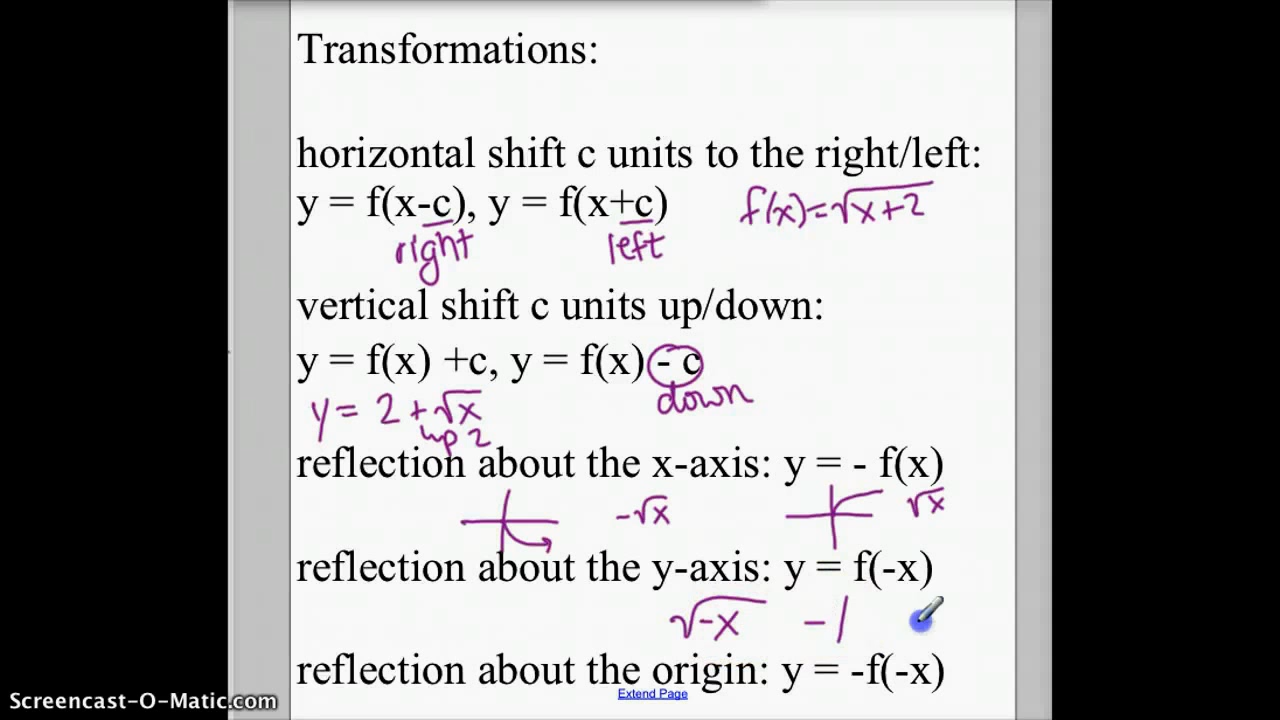 Transformations:
horizontal shift c units to the right/left:
y = f(x-c), y = f(x+c) f(x)=√x+2
right left
vertical shift c units up/down:
y = f(x) +c, y = f(x) - c
y = 2+√x down
up 2
reflection about the x-axis: y = - f(x)
-√x √x
reflection about the y-axis: y = f(-x)
√-x -1
reflection about the origin: y = -f(-x)
Extend Page
Screencast-O-Matic.com